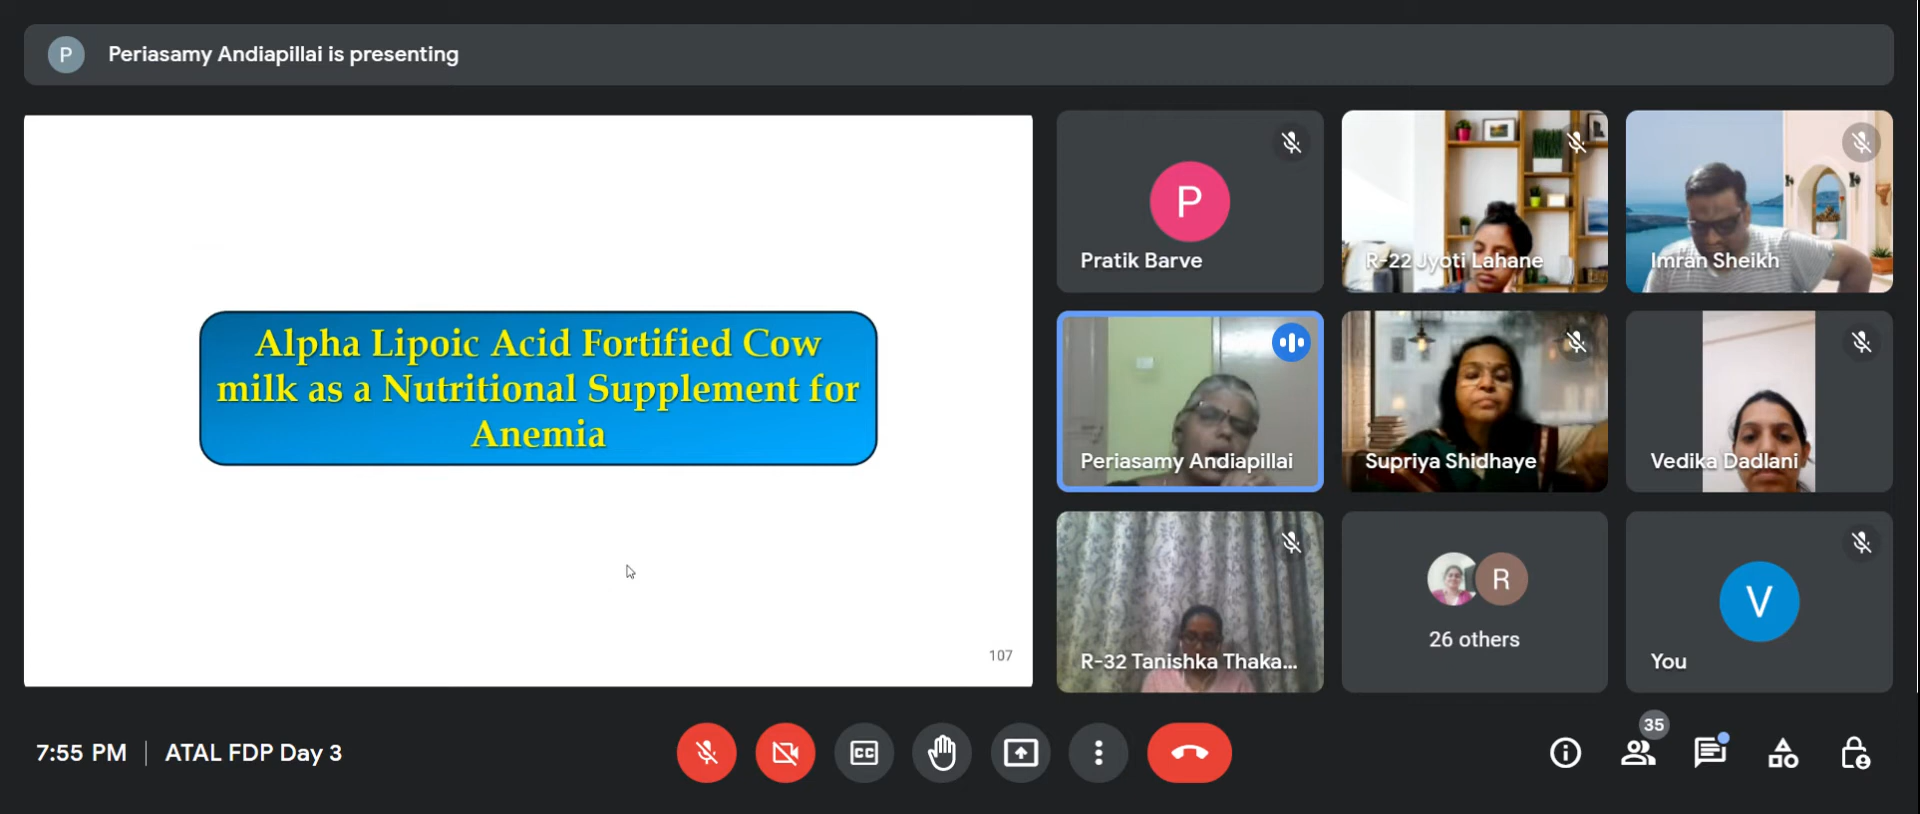 P
Periasamy Andiapillai is presenting
Alpha Lipoic Acid Fortified Cow
milk as a Nutritional Supplement for
Anemia
107
P
Pratik Barve
R-22 Jyoti Lahane
Imran Sheikh
Periasamy Andiapillai
Supriya Shidhaye
Vedika Dadlani
R-32 Tanishka Thaka...
R
26 others
V
You
7:55 PM
ATAL FDP Day 3
CC
35